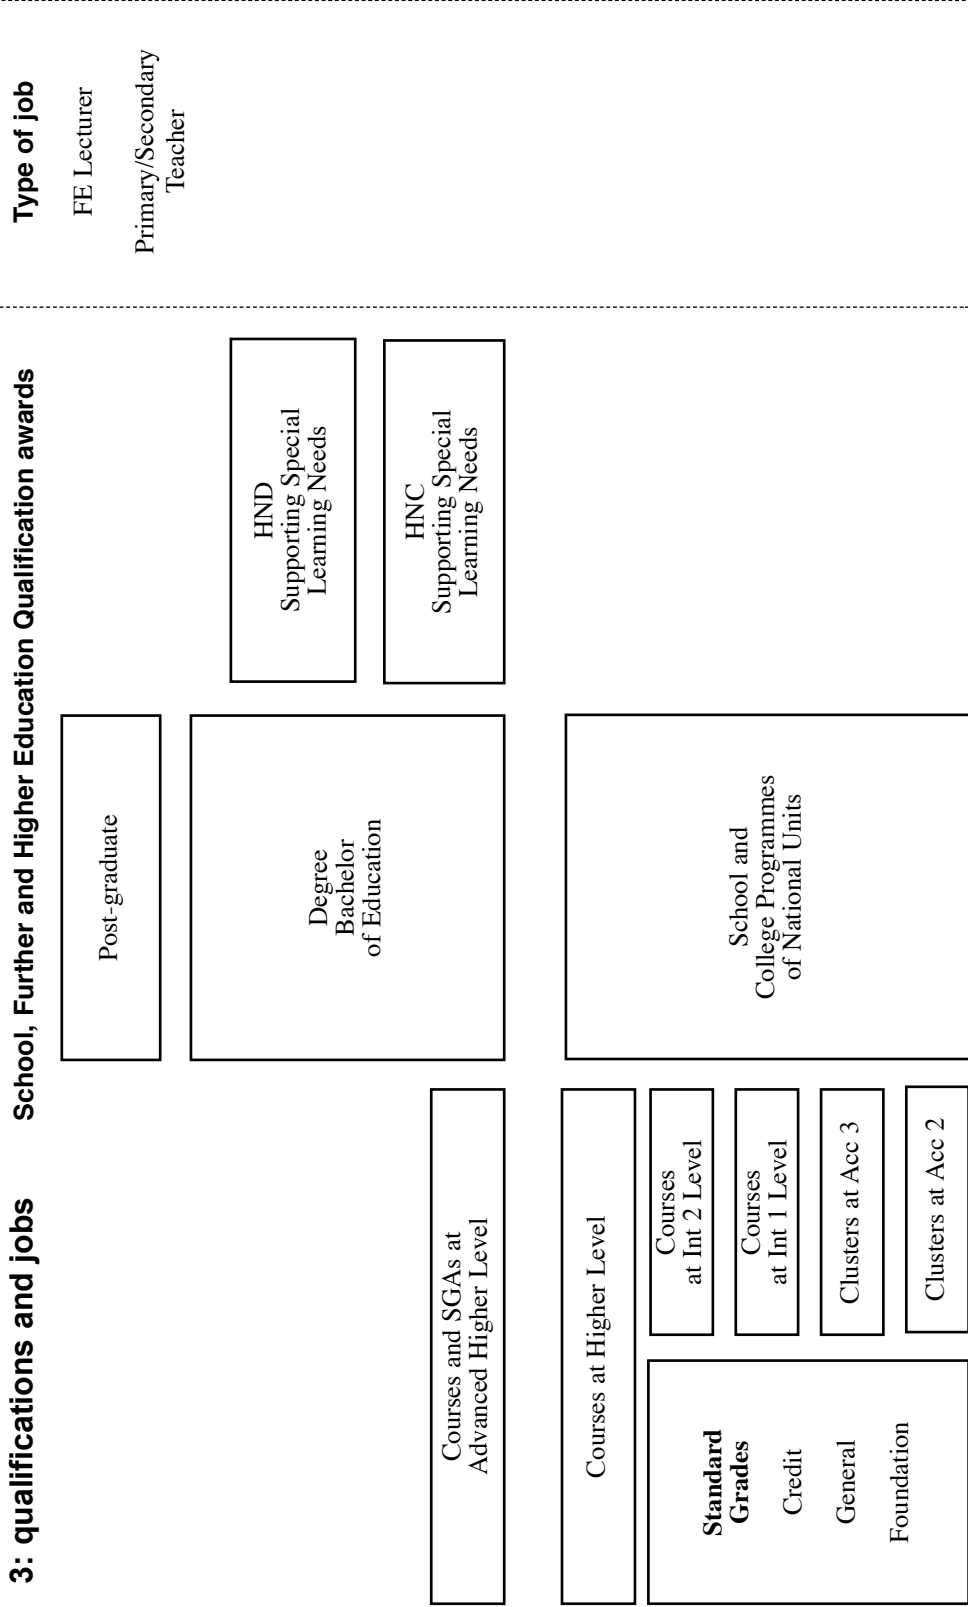 3: qualifications and jobs
School, Further and Higher Education Qualification awards
Type of job
Post-graduate
FE Lecturer
Primary/Secondary
Teacher
Degree
Bachelor
of Education
HND
Supporting Special
Learning Needs
HNC
Supporting Special
Learning Needs
Courses and SGAs at
Advanced Higher Level
Courses at Higher Level
Standard
Grades
Credit
General
Foundation
Courses
at Int 2 Level
Courses
at Int 1 Level
Clusters at Acc 3
Clusters at Acc 2
School and
College Programmes
of National Units